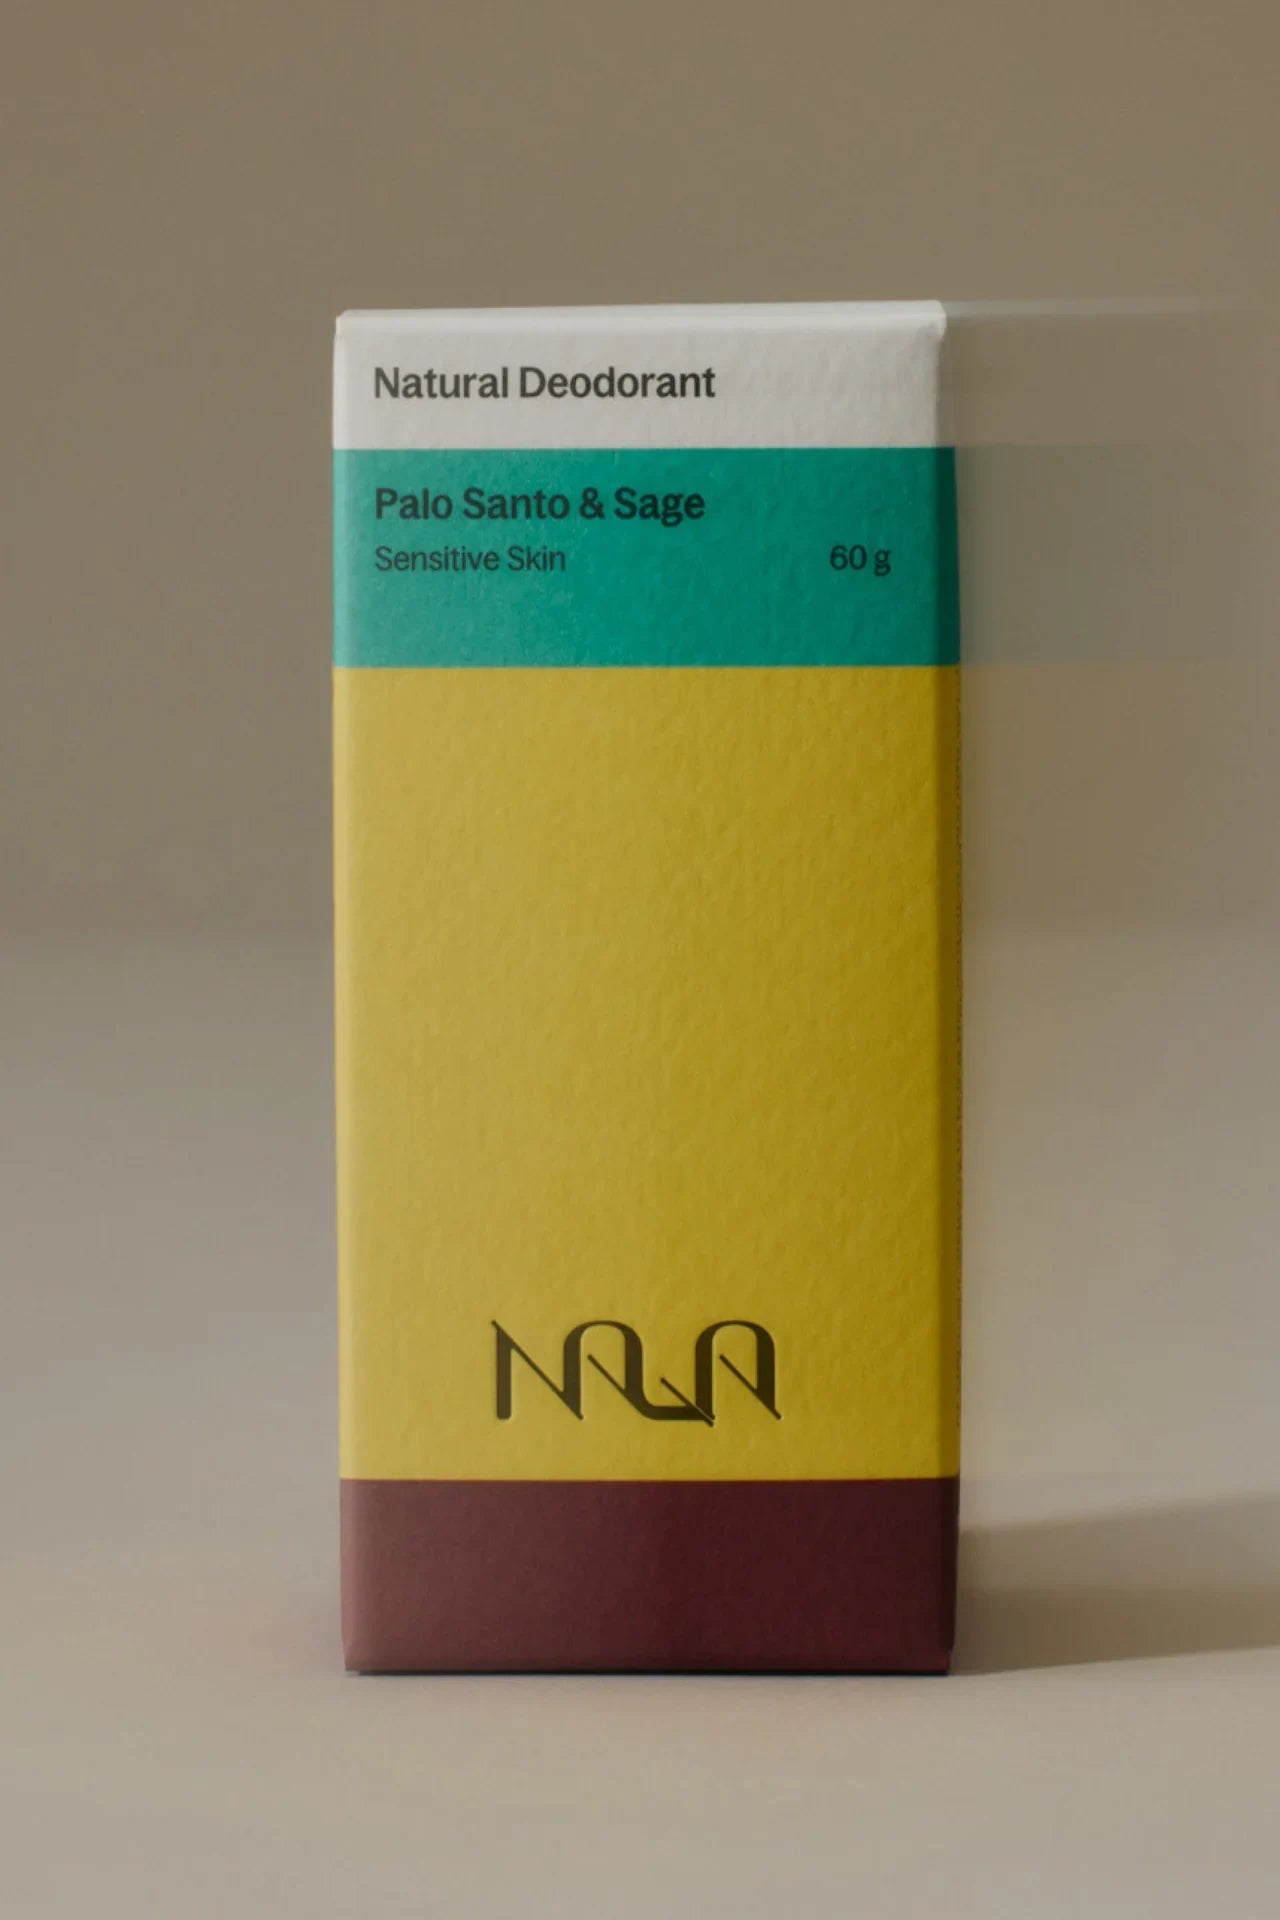 Natural Deodorant
Palo Santo & Sage
Sensitive Skin 60 g
NALA